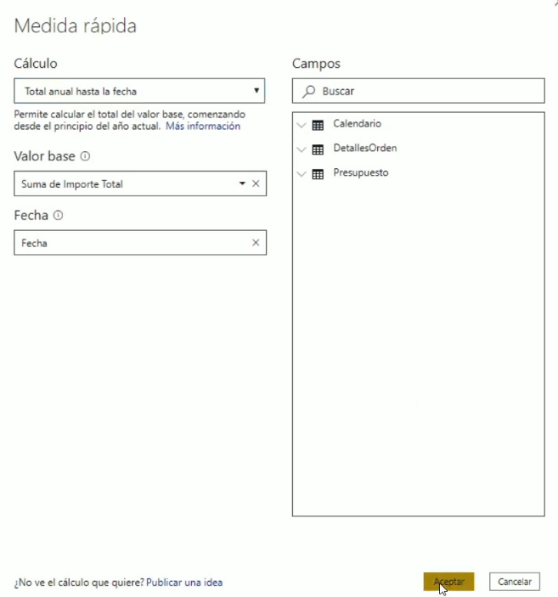 Medida rápida
Cálculo
Total anual hasta la fecha
Permite calcular el total del valor base, comenzando
desde el principio del año actual. Más información
Valor base
Suma de Importe Total
Fecha
Fecha
Campos
Buscar
Calendario
DetallesOrden
Presupuesto
¿No ve el cálculo que quiere? Publicar una idea
Aceptar
Cancelar